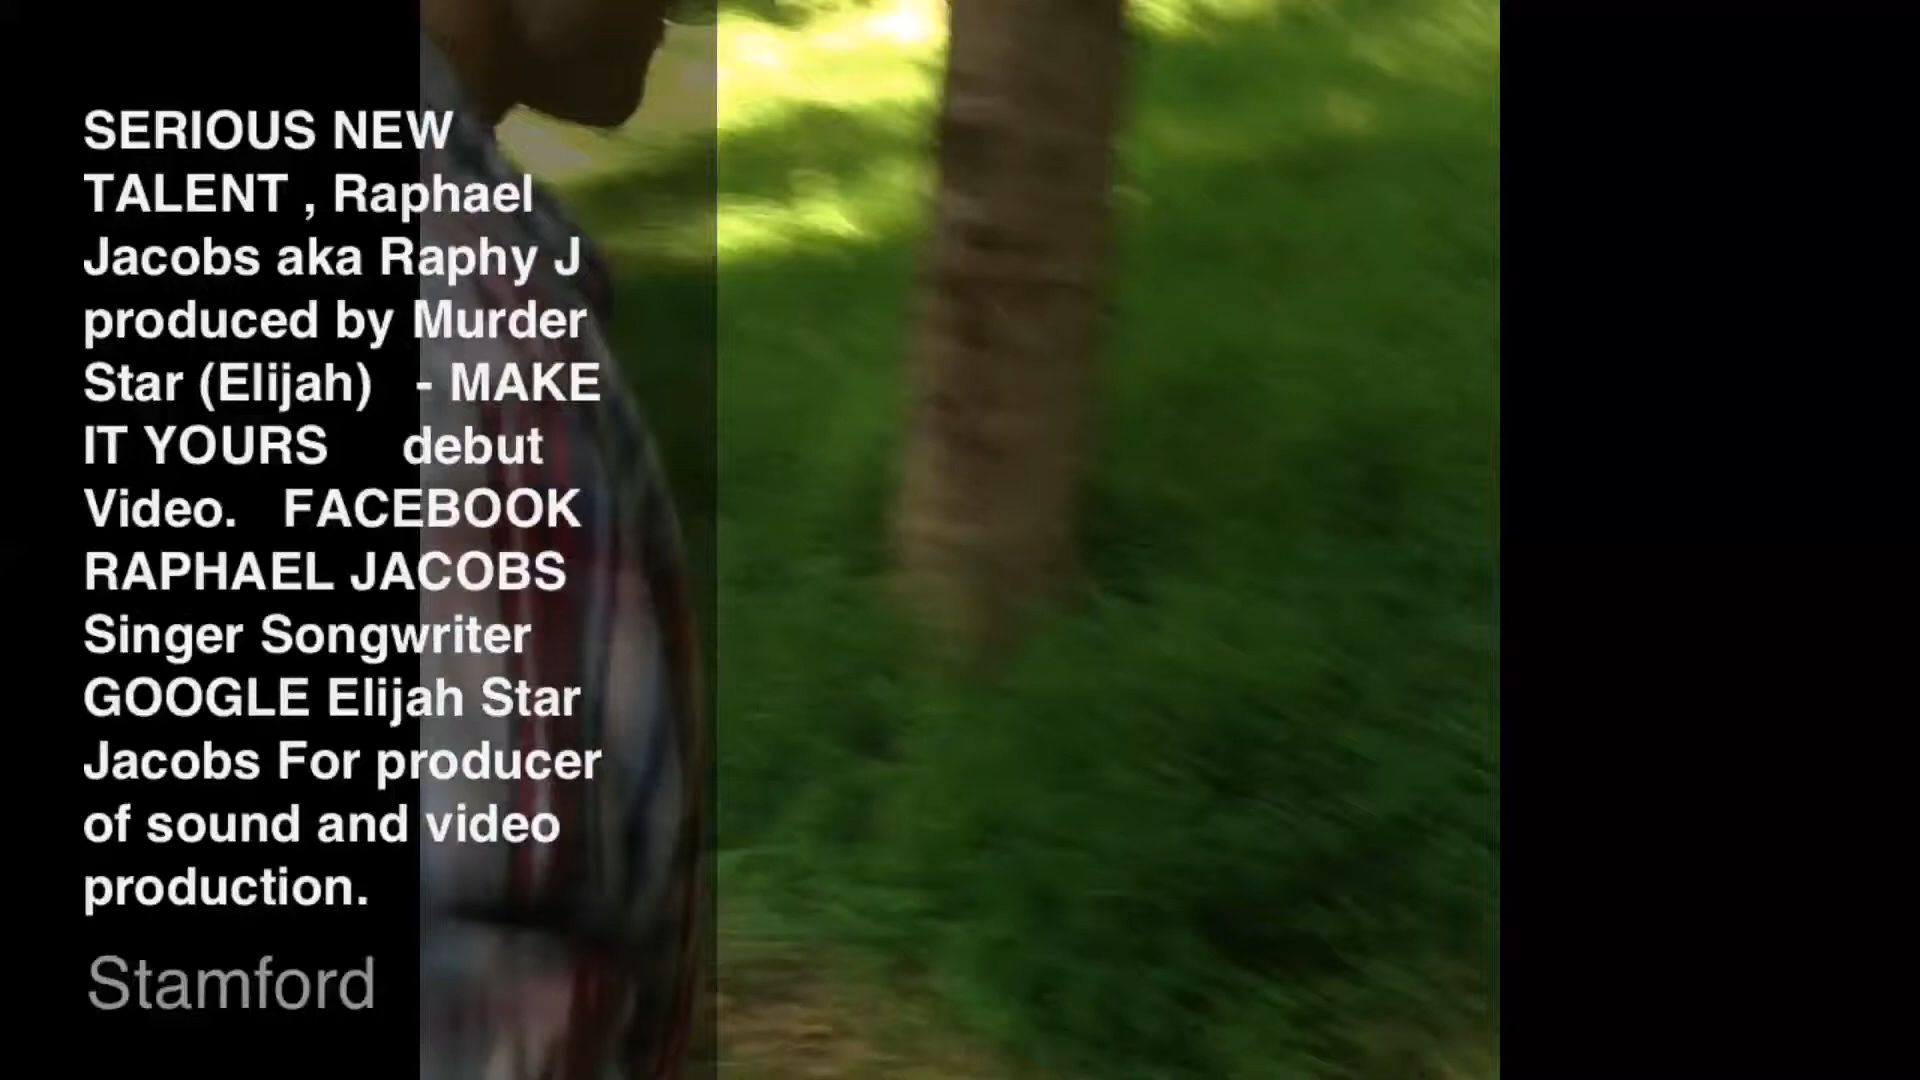 SERIOUS NEW
TALENT , Raphael
Jacobs aka Raphy J
produced by Murder
Star (Elijah)   - MAKE
IT YOURS     debut
Video.   FACEBOOK
RAPHAEL JACOBS
Singer Songwriter
GOOGLE Elijah Star
Jacobs For producer
of sound and video
production.
Stamford